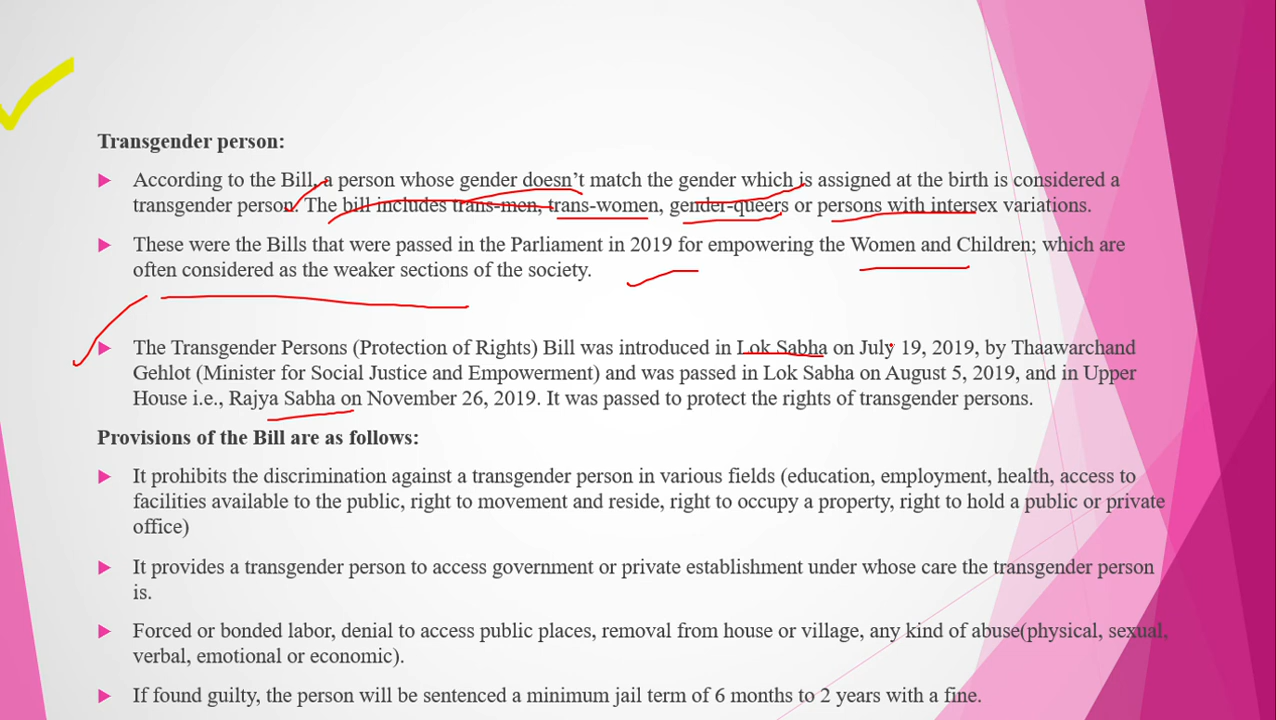 Transgender person:
According to the Bill, a person whose gender doesn't match the gender which is assigned at the birth is considered a
transgender person. The bill includes trans-men, trans-women, gender-queers or persons with intersex variations.
These were the Bills that were passed in the Parliament in 2019 for empowering the Women and Children; which are
often considered as the weaker sections of the society.
The Transgender Persons (Protection of Rights) Bill was introduced in Lok Sabha on July 19, 2019, by Thaawarchand
Gehlot (Minister for Social Justice and Empowerment) and was passed in Lok Sabha on August 5, 2019, and in Upper
House i.e., Rajya Sabha on November 26, 2019. It was passed to protect the rights of transgender persons.
Provisions of the Bill are as follows:
It prohibits the discrimination against a transgender person in various fields (education, employment, health, access to
facilities available to the public, right to movement and reside, right to occupy a property, right to hold a public or private
office)
It provides a transgender person to access government or private establishment under whose care the transgender person
is.
Forced or bonded labor, denial to access public places, removal from house or village, any kind of abuse(physical, sexual,
verbal, emotional or economic).
If found guilty, the person will be sentenced a minimum jail term of 6 months to 2 years with a fine.